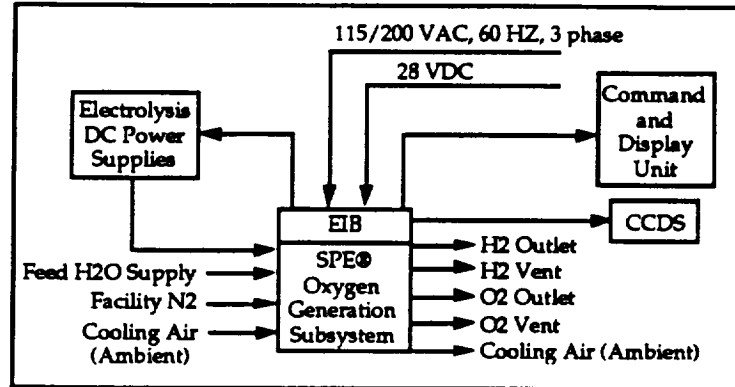 115/200 VAC, 60 HZ, 3 phase
28 VDC
Electrolysis
DC Power
Supplies
Command
and
Display
Unit
EIB
CCDS
SPE®
Oxygen
Generation
Subsystem
Feed H2O Supply
Facility N2
Cooling Air
(Ambient)
H2 Outlet
H2 Vent
O2 Outlet
O2 Vent
Cooling Air (Ambient)